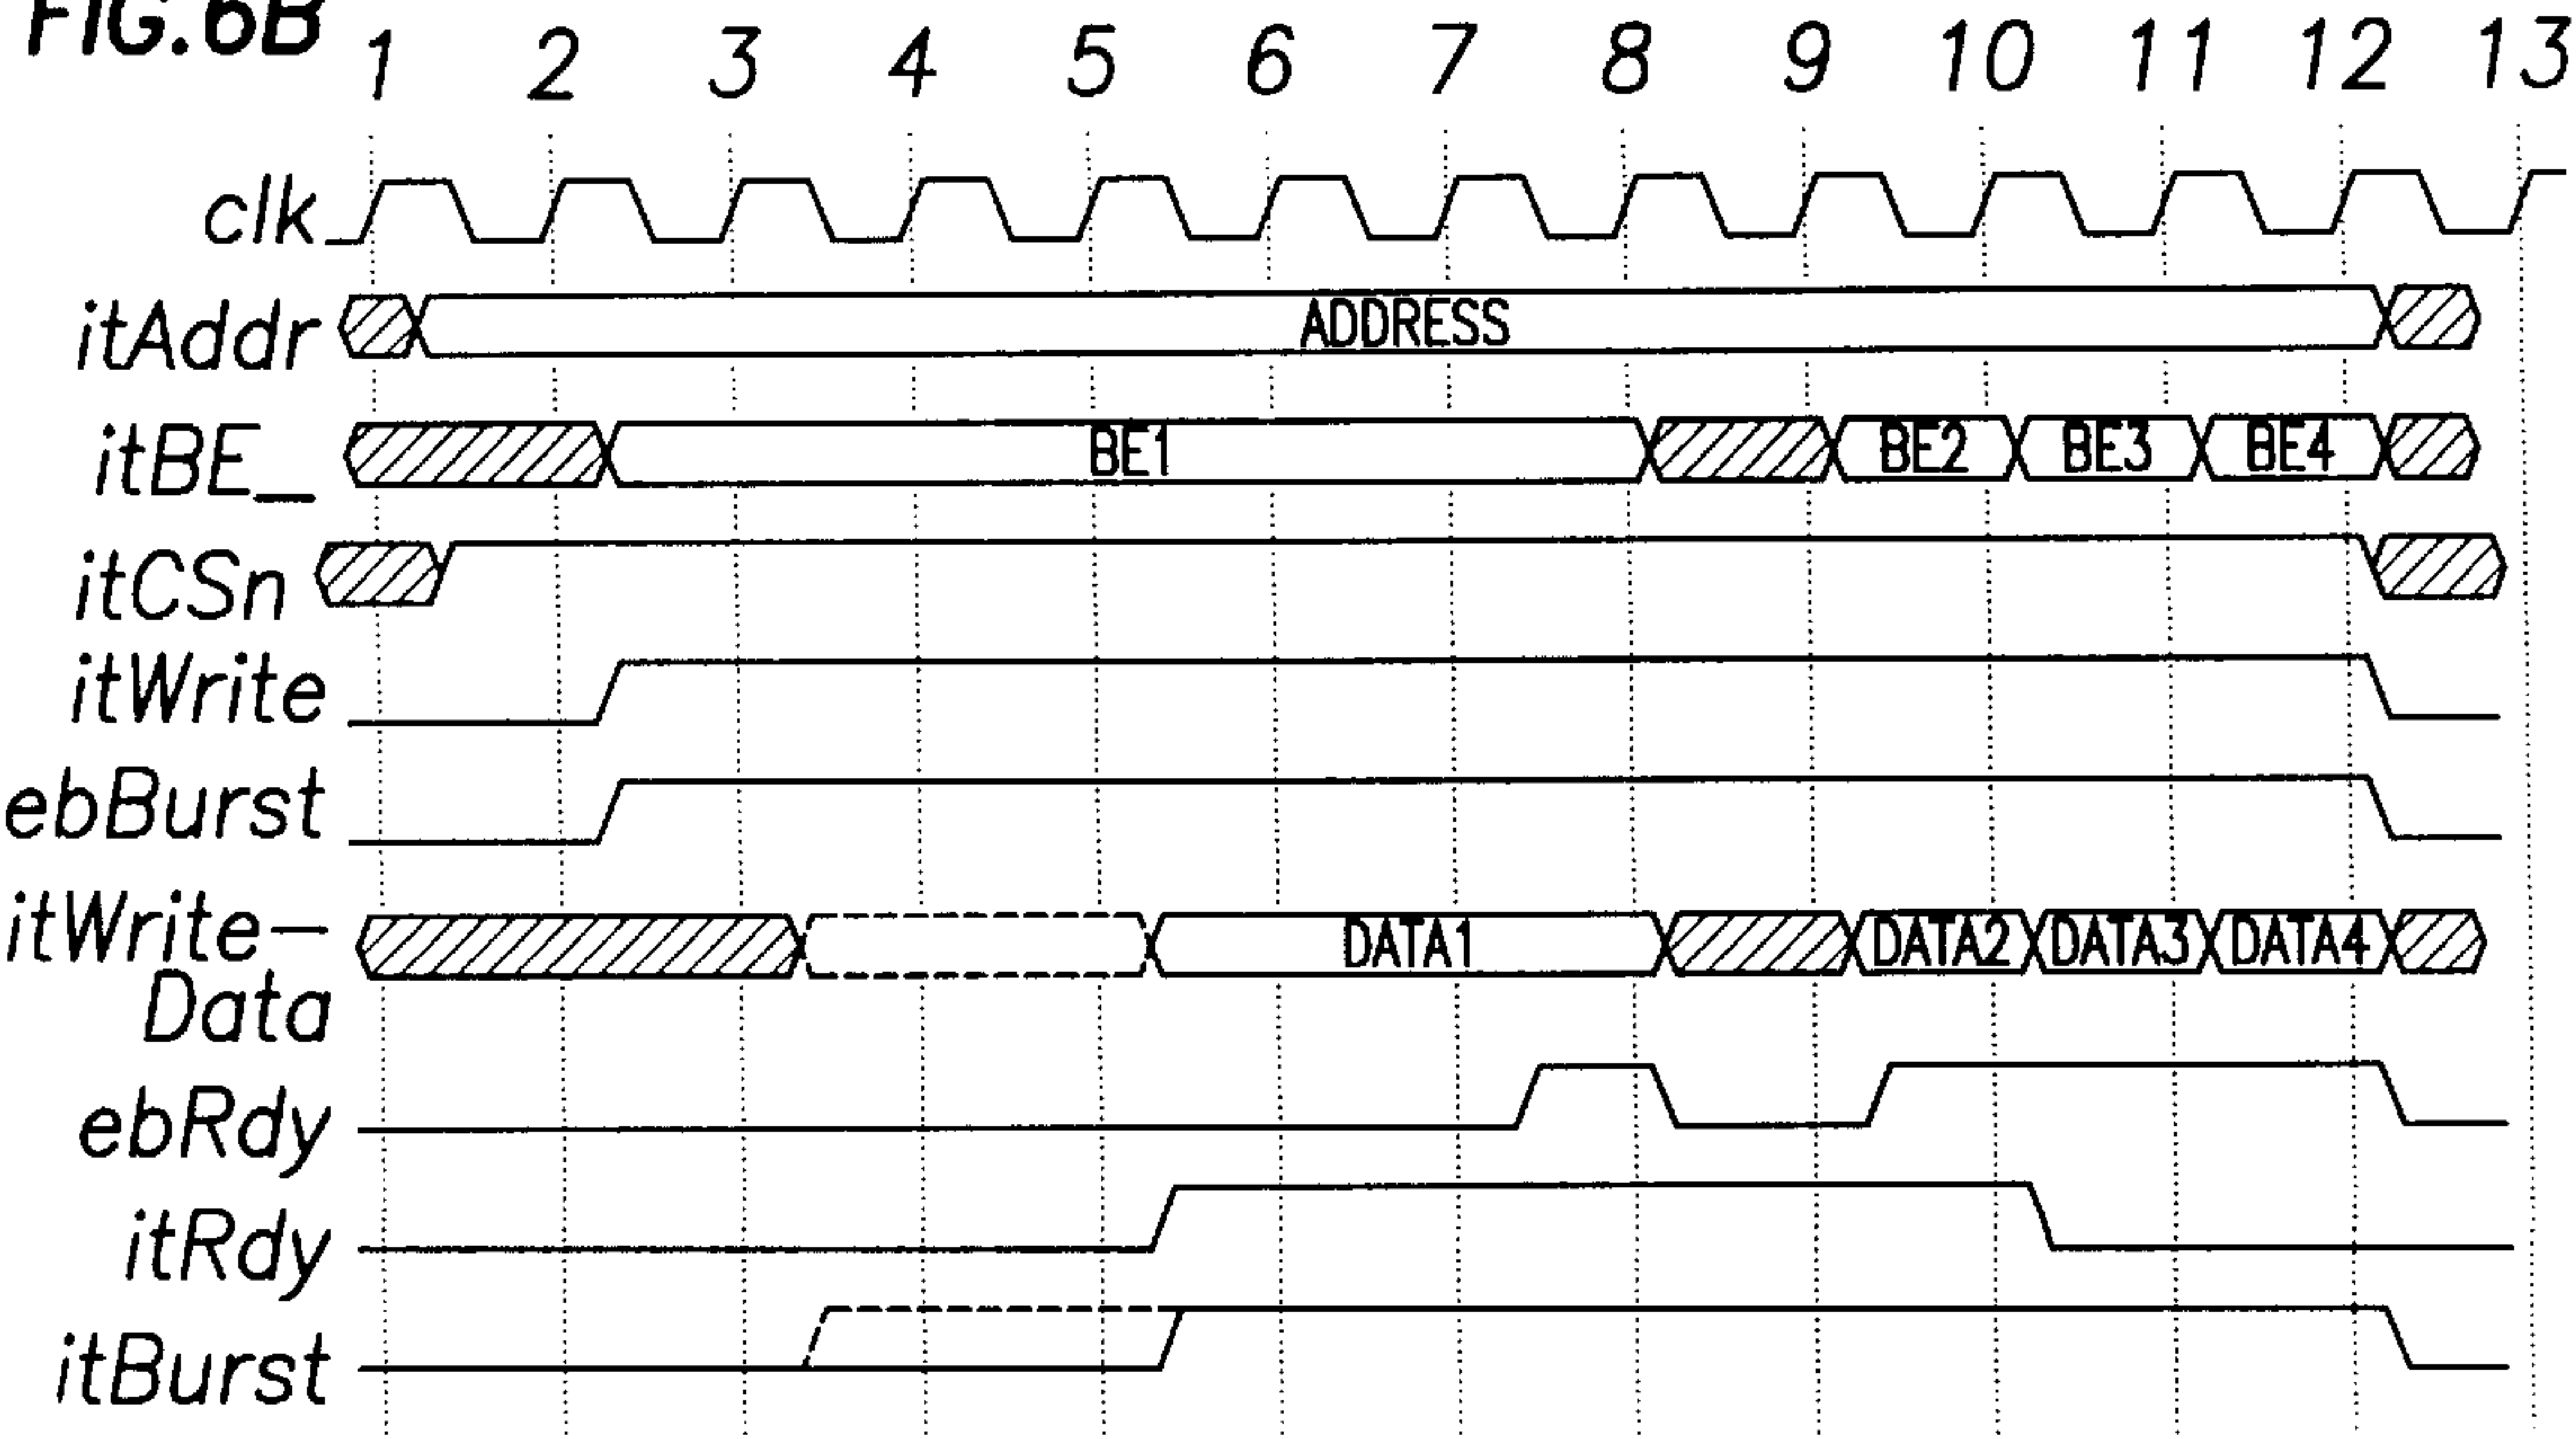 FIG.6B 1 2 3 4 5 6 7 8 9 10 11 12 13
clk
itAddr ADDRESS
itBE_ BE1 BE2 BE3 BE4
itCSn
itWrite
ebBurst
itWrite-
Data
DATA1 DATA2 DATA3 DATA4
ebRdy
itRdy
itBurst